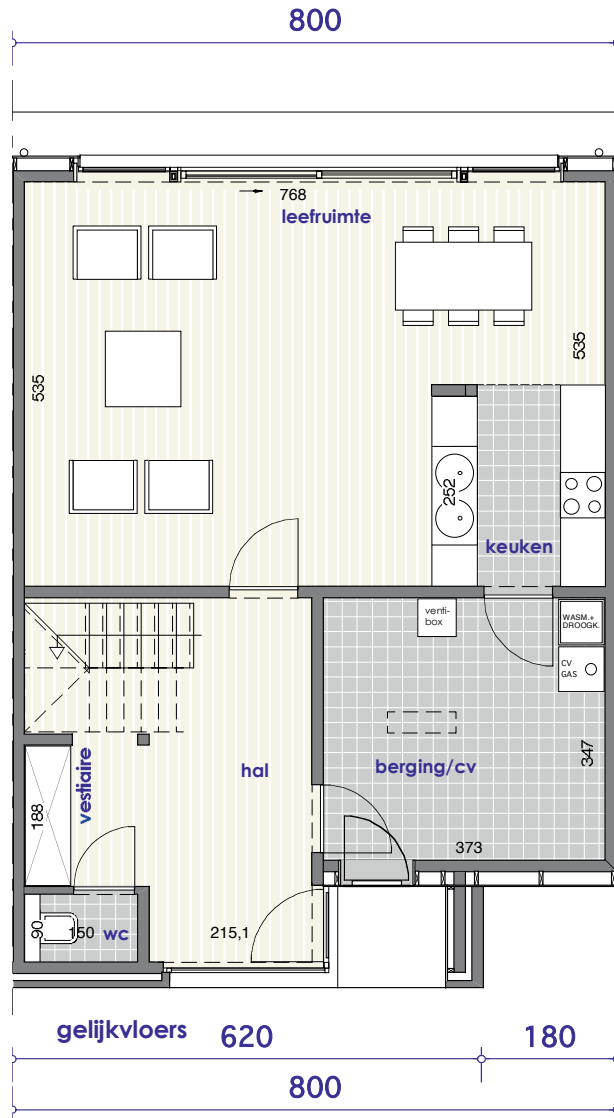 800
768
leefruimte
535
535
252
keuken
venti-
box
WASM.+
DROOGK.
CV
GAS
vestiaire
hal
berging/cv
347
188
373
90
150
wc
215,1
gelijkvloers
620
180
800